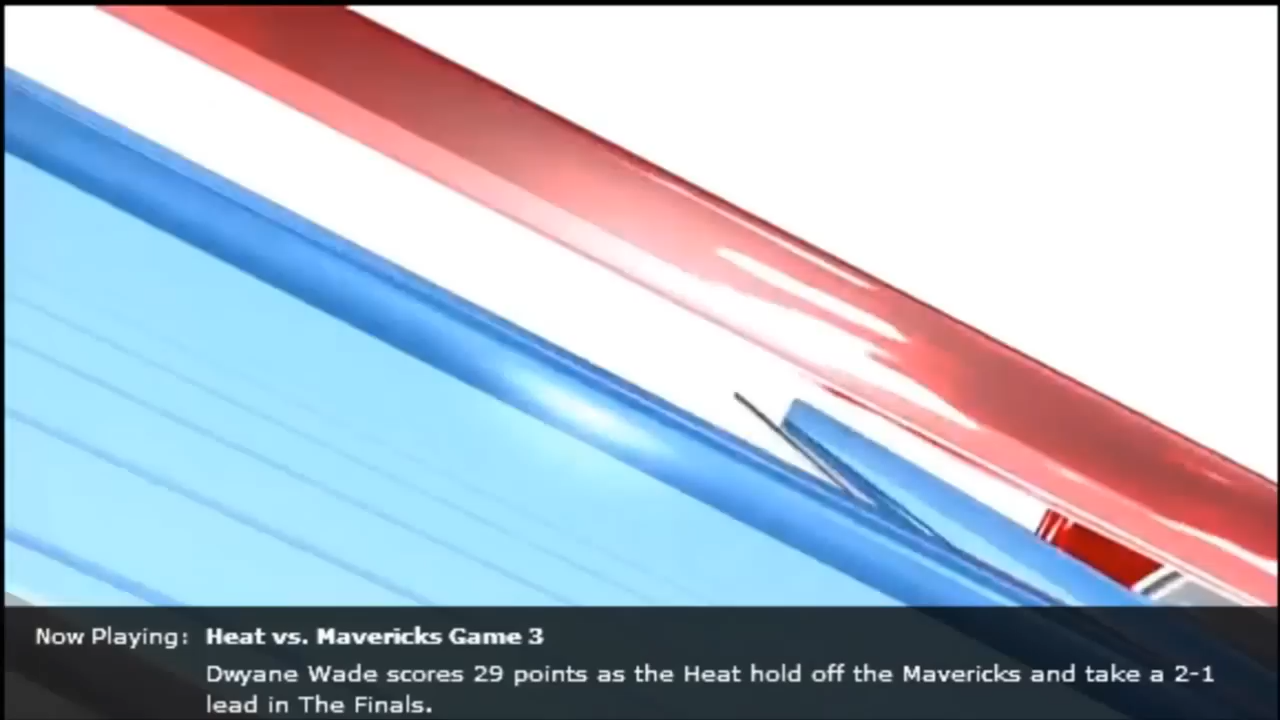 Now Playing: Heat vs. Mavericks Game 3
Dwyane Wade scores 29 points as the Heat hold off the Mavericks and take a 2-1
lead in The Finals.